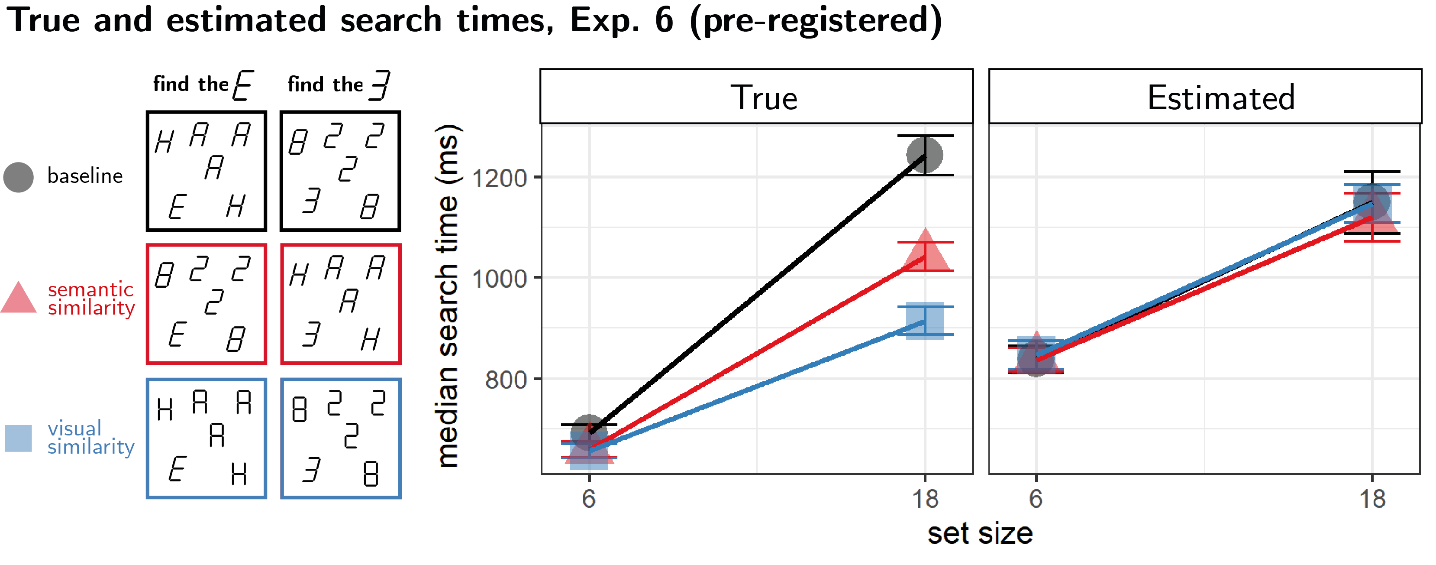 True and estimated search times, Exp. 6 (pre-registered)
find the E
find the 3
baseline
H A A
A
E H
8 2 2
2
3 8
semantic
similarity
8 2 2
2
E 8
H A A
A
3 H
visual
similarity
H A A
A
E H
8 2 2
2
3 8
median search time (ms)
True
Estimated
1200
1000
800
6
18
6
18
set size